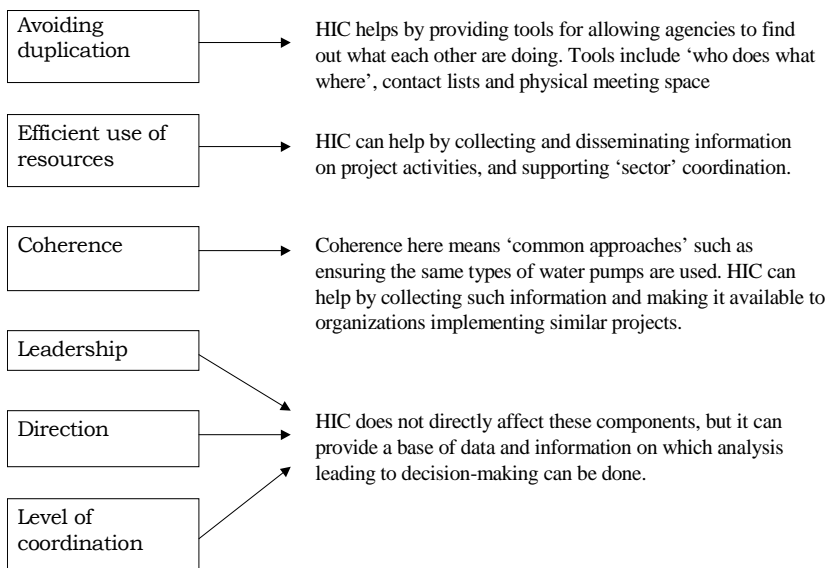 Avoiding
duplication
HIC helps by providing tools for allowing agencies to find
out what each other are doing. Tools include ‘who does what
where’, contact lists and physical meeting space
Efficient use of
resources
HIC can help by collecting and disseminating information
on project activities, and supporting ‘sector’ coordination.
Coherence
Coherence here means ‘common approaches’ such as
ensuring the same types of water pumps are used. HIC can
help by collecting such information and making it available to
organizations implementing similar projects.
Leadership
Direction
HIC does not directly affect these components, but it can
provide a base of data and information on which analysis
leading to decision-making can be done.
Level of
coordination